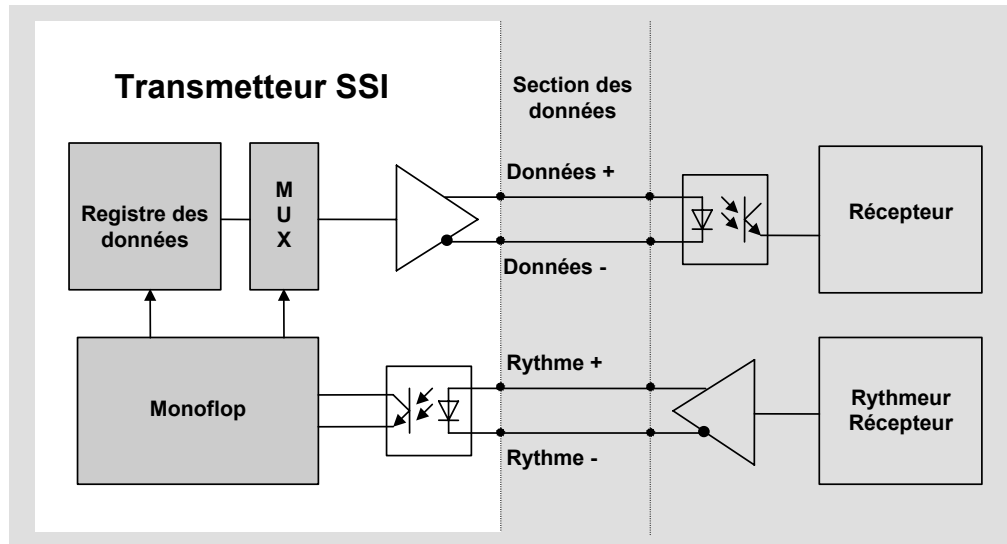 Transmetteur SSI
Section des
données
Registre des
données
M
U
X
Données +
Données -
Récepteur
Monoflop
Rythme +
Rythme -
Rythmeur
Récepteur